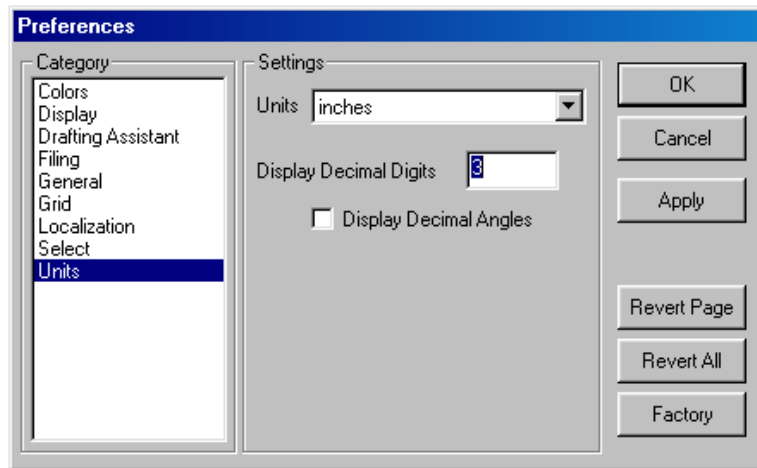 Preferences
Category
Colors
Display
Drafting Assistant
Filing
General
Grid
Localization
Select
Units
Settings
Units inches
Display Decimal Digits 3
Display Decimal Angles
OK
Cancel
Apply
Revert Page
Revert All
Factory